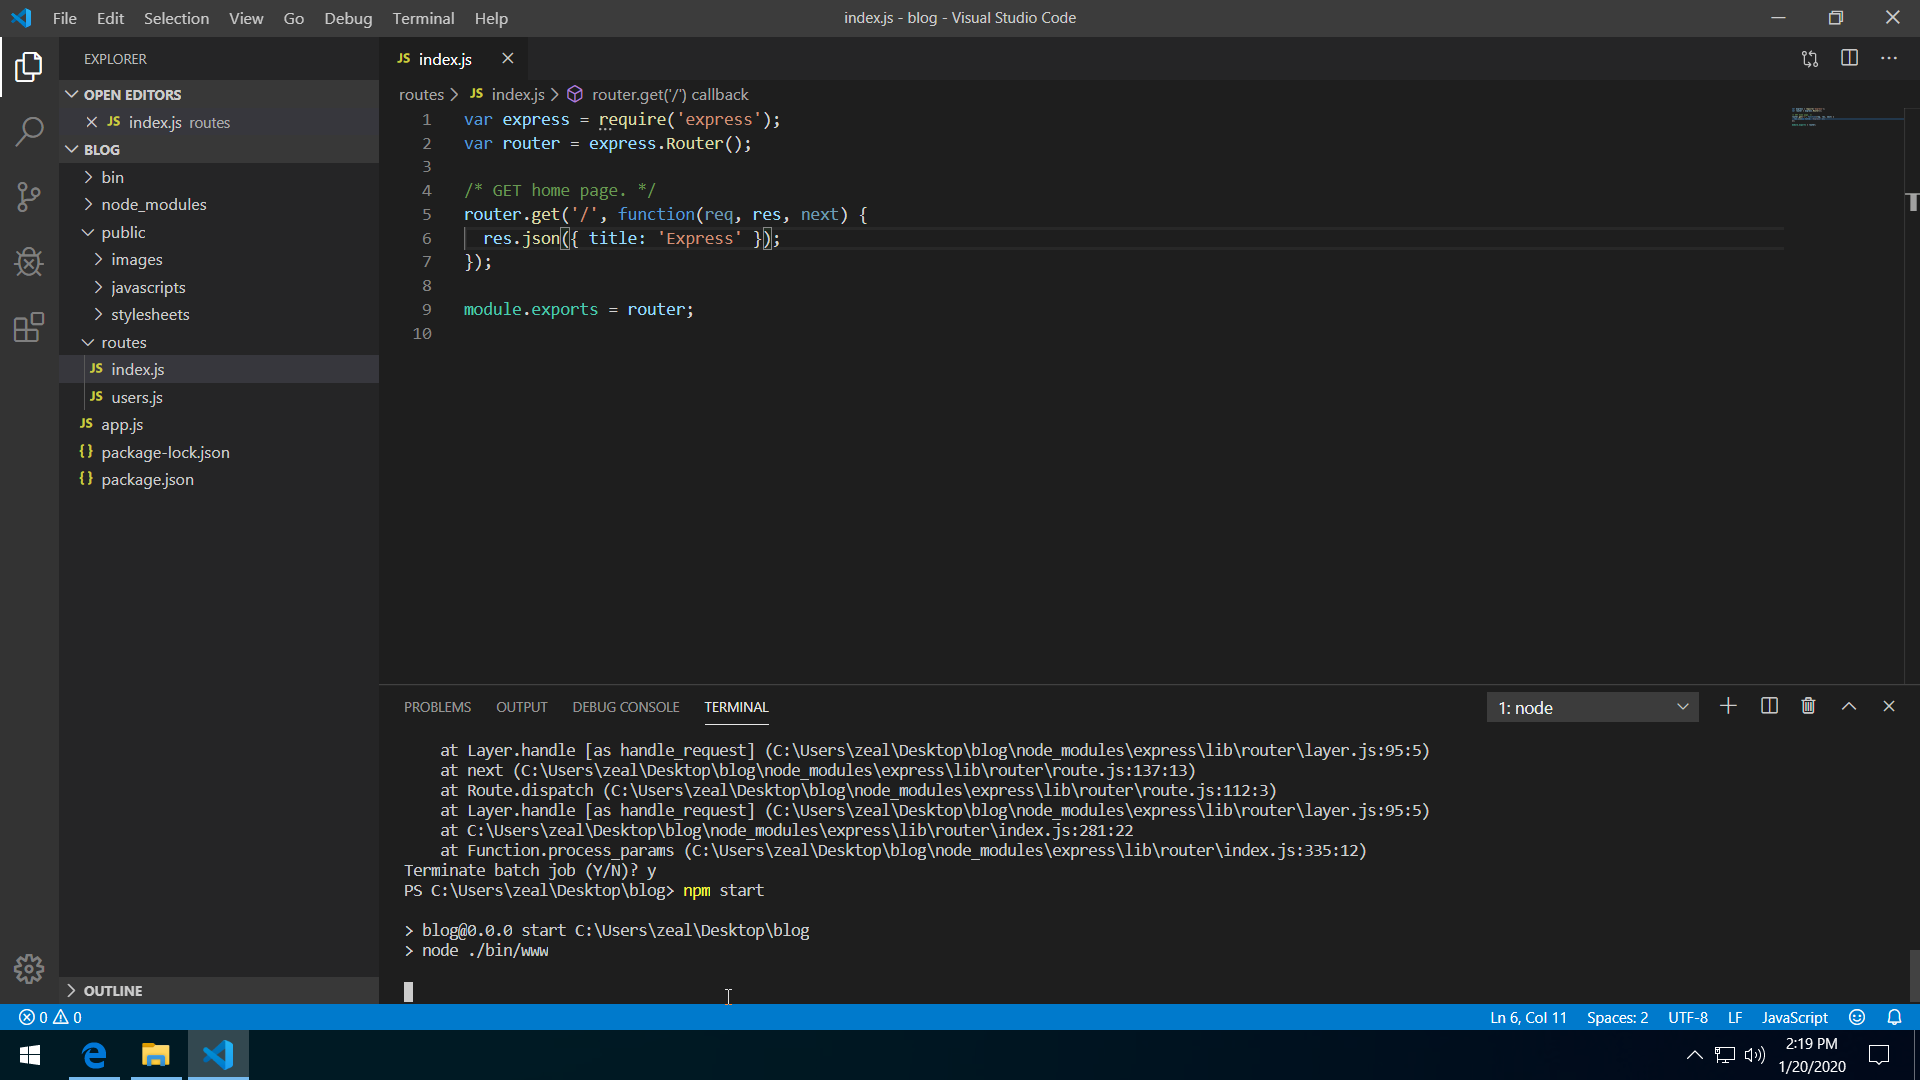 File Edit Selection View Go Debug Terminal Help
index.js - blog - Visual Studio Code
EXPLORER
OPEN EDITORS
JS index.js routes
BLOG
bin
node_modules
public
images
javascripts
stylesheets
routes
JS index.js
JS users.js
JS app.js
{} package-lock.json
{} package.json
OUTLINE
JS index.js
routes > JS index.js > router.get('/') callback
1 var express = require('express');
2 var router = express.Router();
3
4 /* GET home page. */
5 router.get('/', function(req, res, next) {
6 res.json({ title: 'Express' });
7 });
8
9 module.exports = router;
10
PROBLEMS OUTPUT DEBUG CONSOLE TERMINAL
1: node
at Layer.handle [as handle_request] (C:\Users\zeal\Desktop\blog\node_modules\express\lib\router\layer.js:95:5)
at next (C:\Users\zeal\Desktop\blog\node_modules\express\lib\router\route.js:137:13)
at Route.dispatch (C:\Users\zeal\Desktop\blog\node_modules\express\lib\router\route.js:112:3)
at Layer.handle [as handle_request] (C:\Users\zeal\Desktop\blog\node_modules\express\lib\router\layer.js:95:5)
at C:\Users\zeal\Desktop\blog\node_modules\express\lib\router\index.js:281:22
at Function.process_params (C:\Users\zeal\Desktop\blog\node_modules\express\lib\router\index.js:335:12)
Terminate batch job (Y/N)? y
PS C:\Users\zeal\Desktop\blog> npm start
> blog@0.0.0 start C:\Users\zeal\Desktop\blog
> node ./bin/www
0 0
Ln 6, Col 11 Spaces: 2 UTF-8 LF JavaScript
2:19 PM
1/20/2020